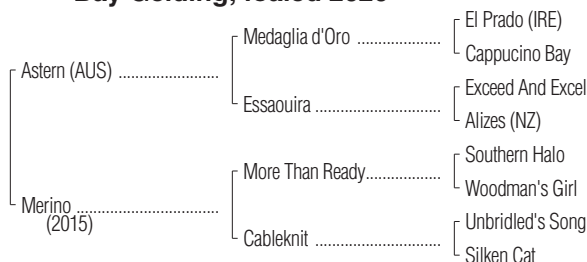 Bay Gelding; foaled
El Prado (IRE)
Medaglia d'Oro ......................
Cappucino Bay
Astern (AUS) ..........................
Exceed And Excel
Essaouira ................................
Alizes (NZ)
Southern Halo
More Than Ready...................
Woodman's Girl
Merino .....................................
(2015)
Unbridled's Song
Cableknit ................................
Silken Cat